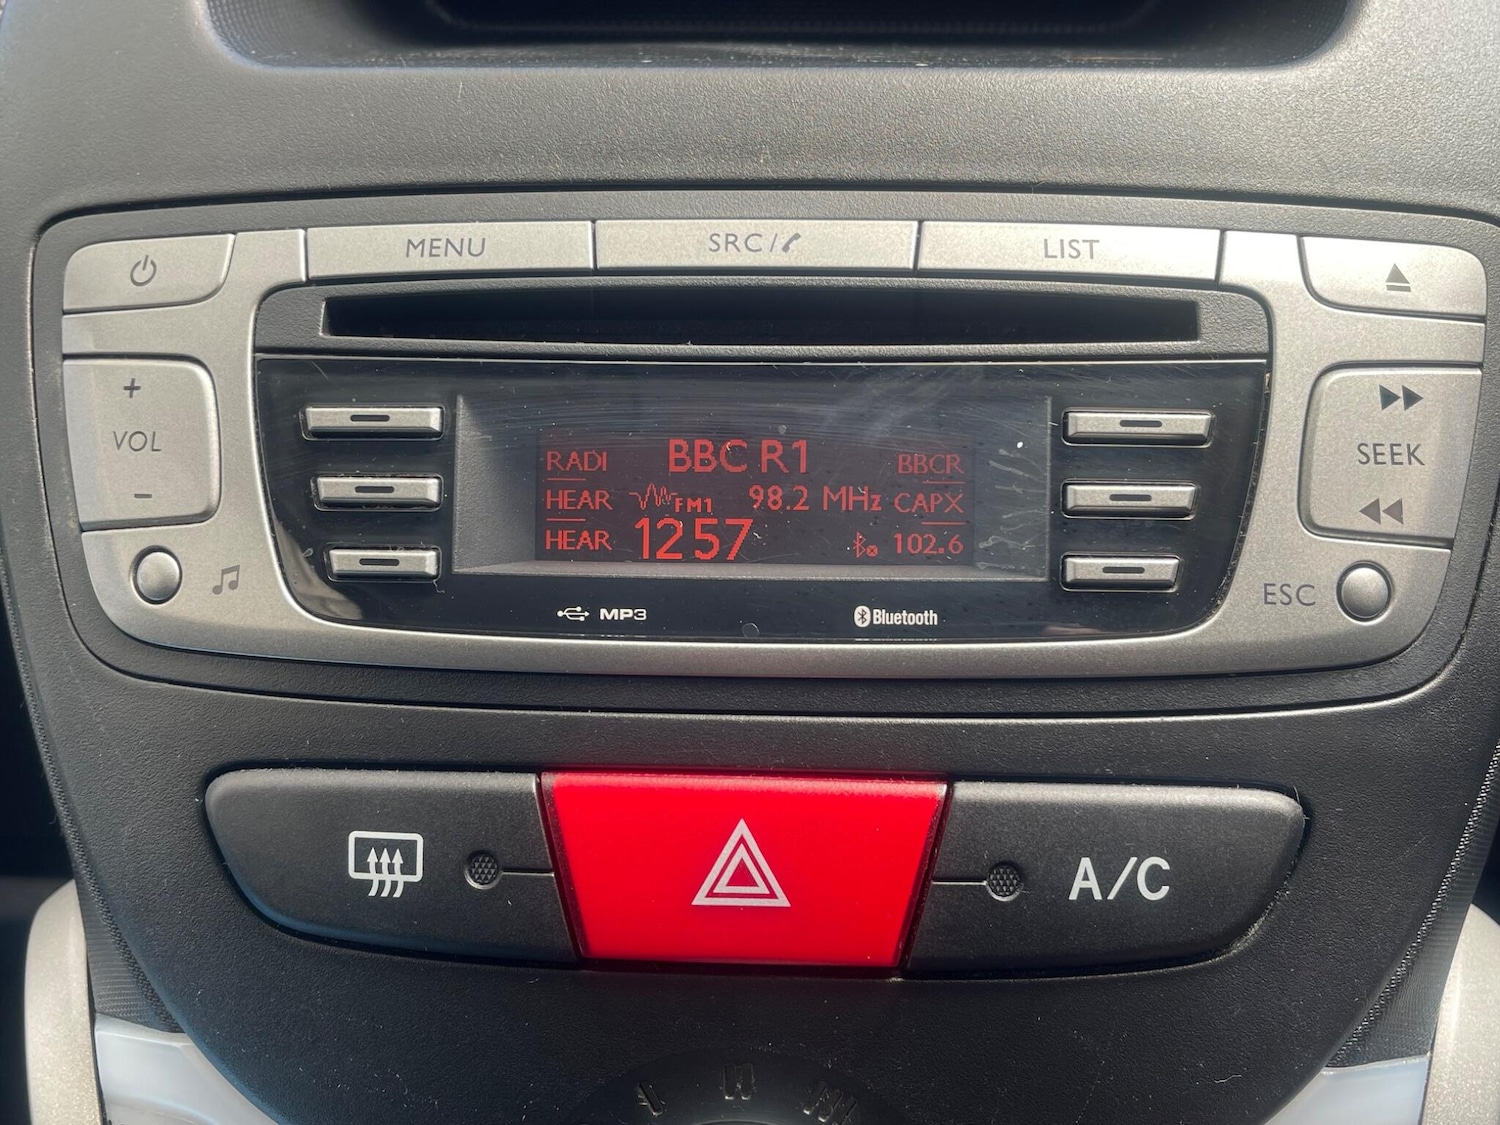 MENU
SRC/
LIST
+
VOL
-
SEEK
RADI
BBC R1
BBCR
HEAR
FM1
98.2 MHz
CAPX
HEAR
1257
102.6
ESC
MP3
Bluetooth
A/C